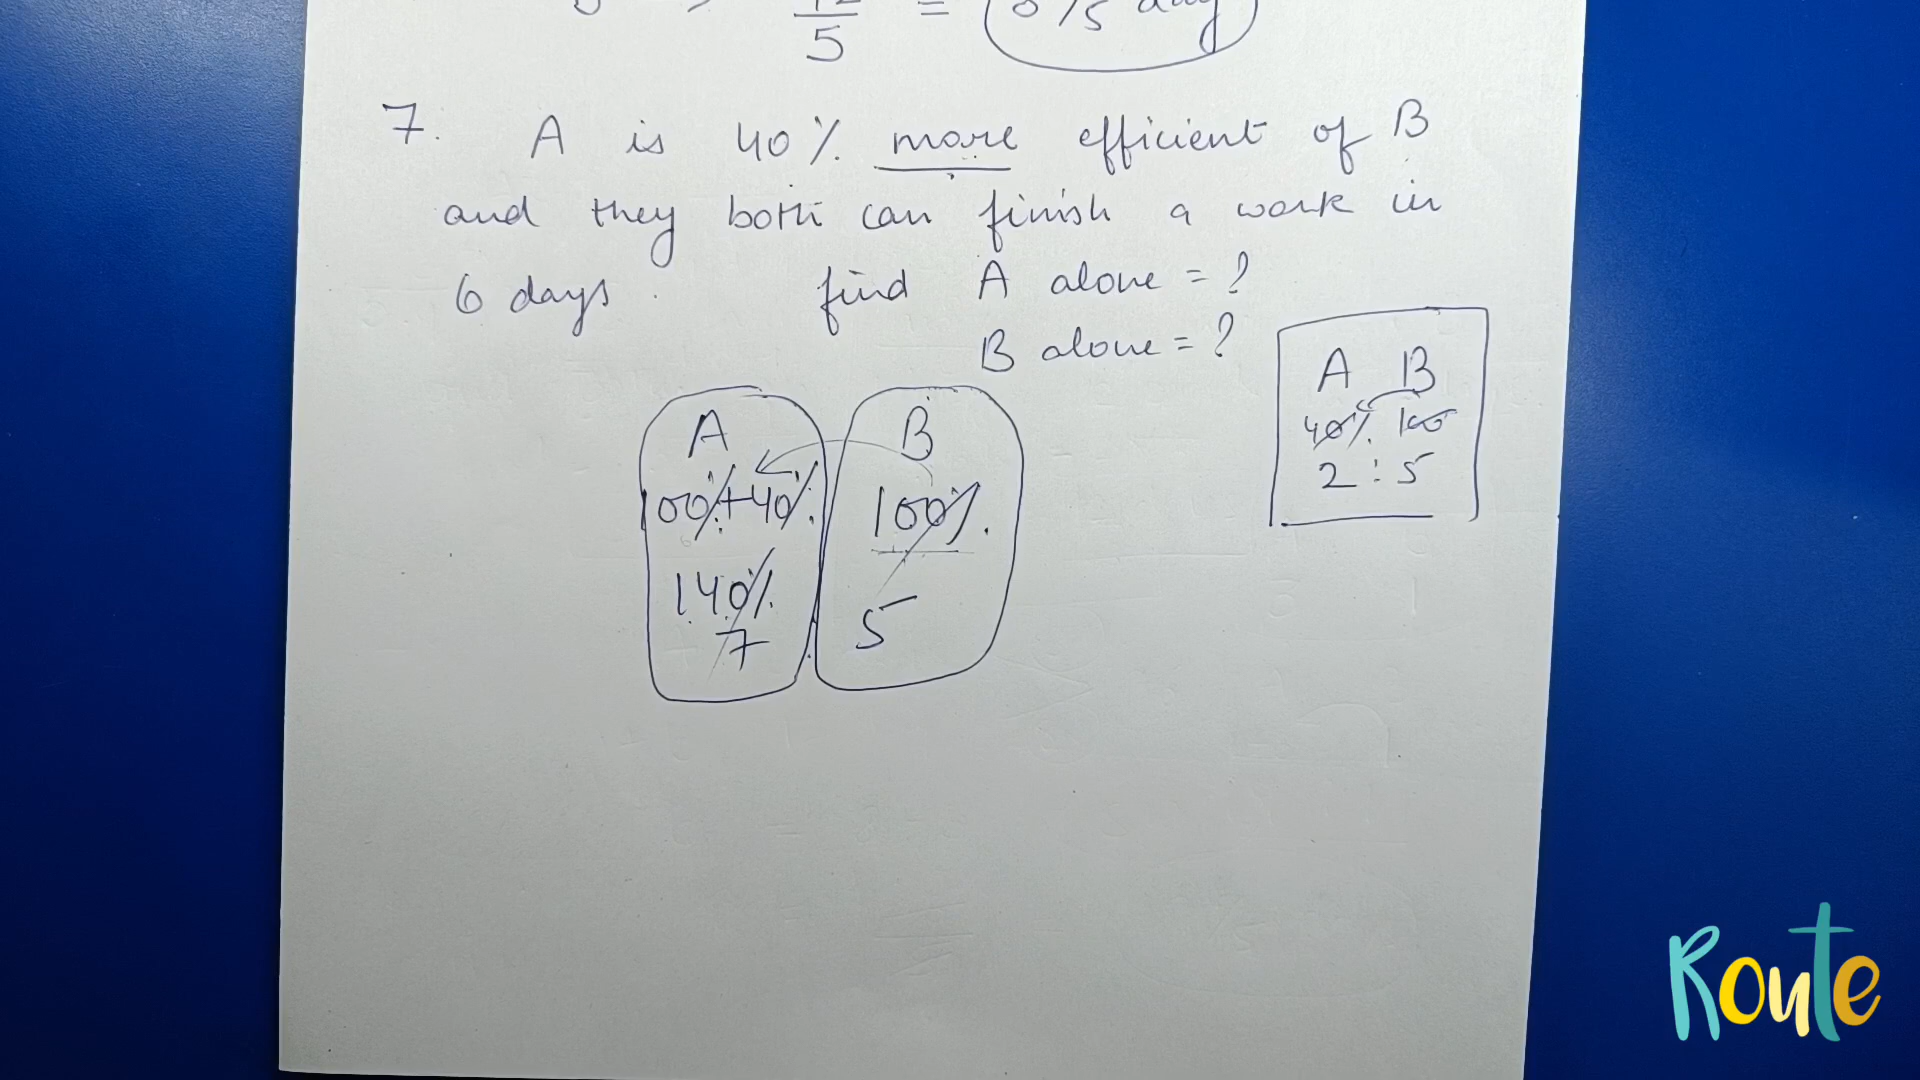 5 =
7. A is 40% more efficient of B
and they both can finish a work in
6 days. find A alone = ?
B alone = ?
A B
40% 100
2 : 5
A B
100%+40% 100%.
140% 5
7
Route